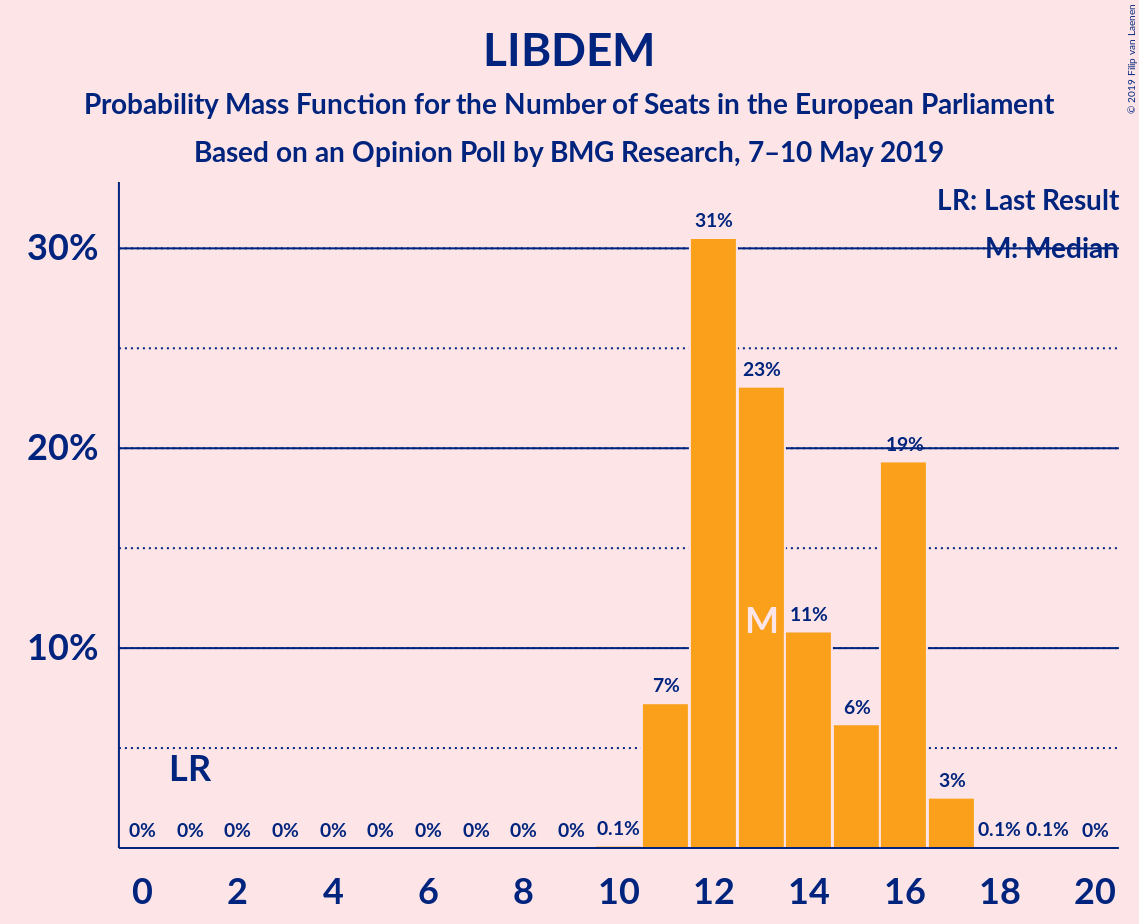 LIBDEM
Probability Mass Function for the Number of Seats in the European Parliament
Based on an Opinion Poll by BMG Research, 7–10 May 2019
© 2019 Filip van Laenen
LR: Last Result
M: Median
30%
20%
10%
31%
23%
19%
M
11%
7%
6%
LR
3%
0% 0% 0% 0% 0% 0% 0% 0% 0% 0% 0.1% 0.1% 0.1% 0%
0 2 4 6 8 10 12 14 16 18 20